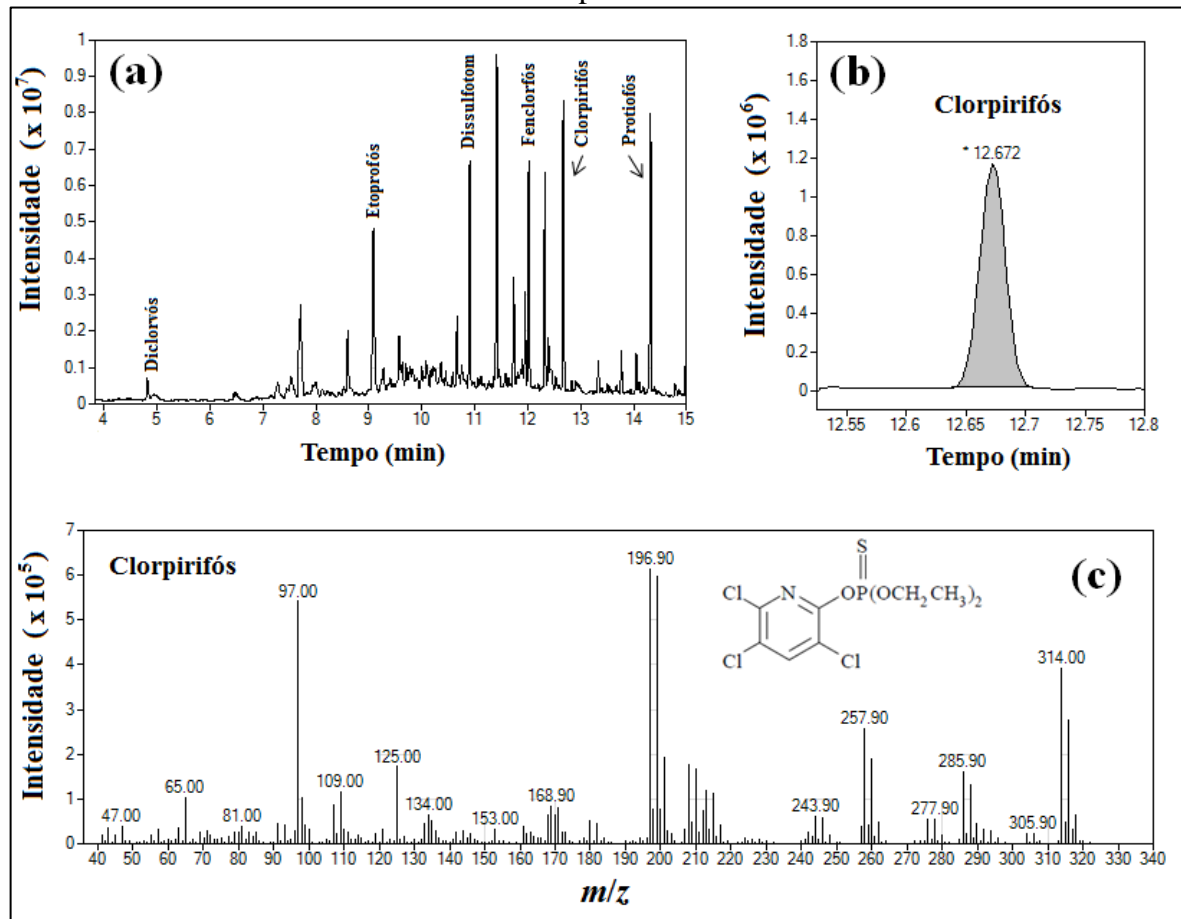 (a)
Intensidade (x 10⁷)
1
0.9
0.8
0.7
0.6
0.5
0.4
0.3
0.2
0.1
0
Diclorvós
Etoprofós
Dissulfotom
Fenclorfós
Clorpirifós
Protiofós
4 5 6 7 8 9 10 11 12 13 14 15
Tempo (min)
(b)
Intensidade (x 10⁶)
1.8
1.6
1.4
1.2
1
0.8
0.6
0.4
0.2
0
Clorpirifós
* 12.672
12.55 12.6 12.65 12.7 12.75 12.8
Tempo (min)
(c)
Intensidade (x 10⁵)
7
6
5
4
3
2
1
0
Clorpirifós
47.00
65.00
81.00
97.00
109.00
125.00
134.00
153.00
168.90
196.90
243.90
257.90
277.90
285.90
305.90
314.00
S
Cl N OP(OCH₂CH₃)₂
Cl Cl
40 50 60 70 80 90 100 110 120 130 140 150 160 170 180 190 200 210 220 230 240 250 260 270 280 290 300 310 320 330 340
m/z